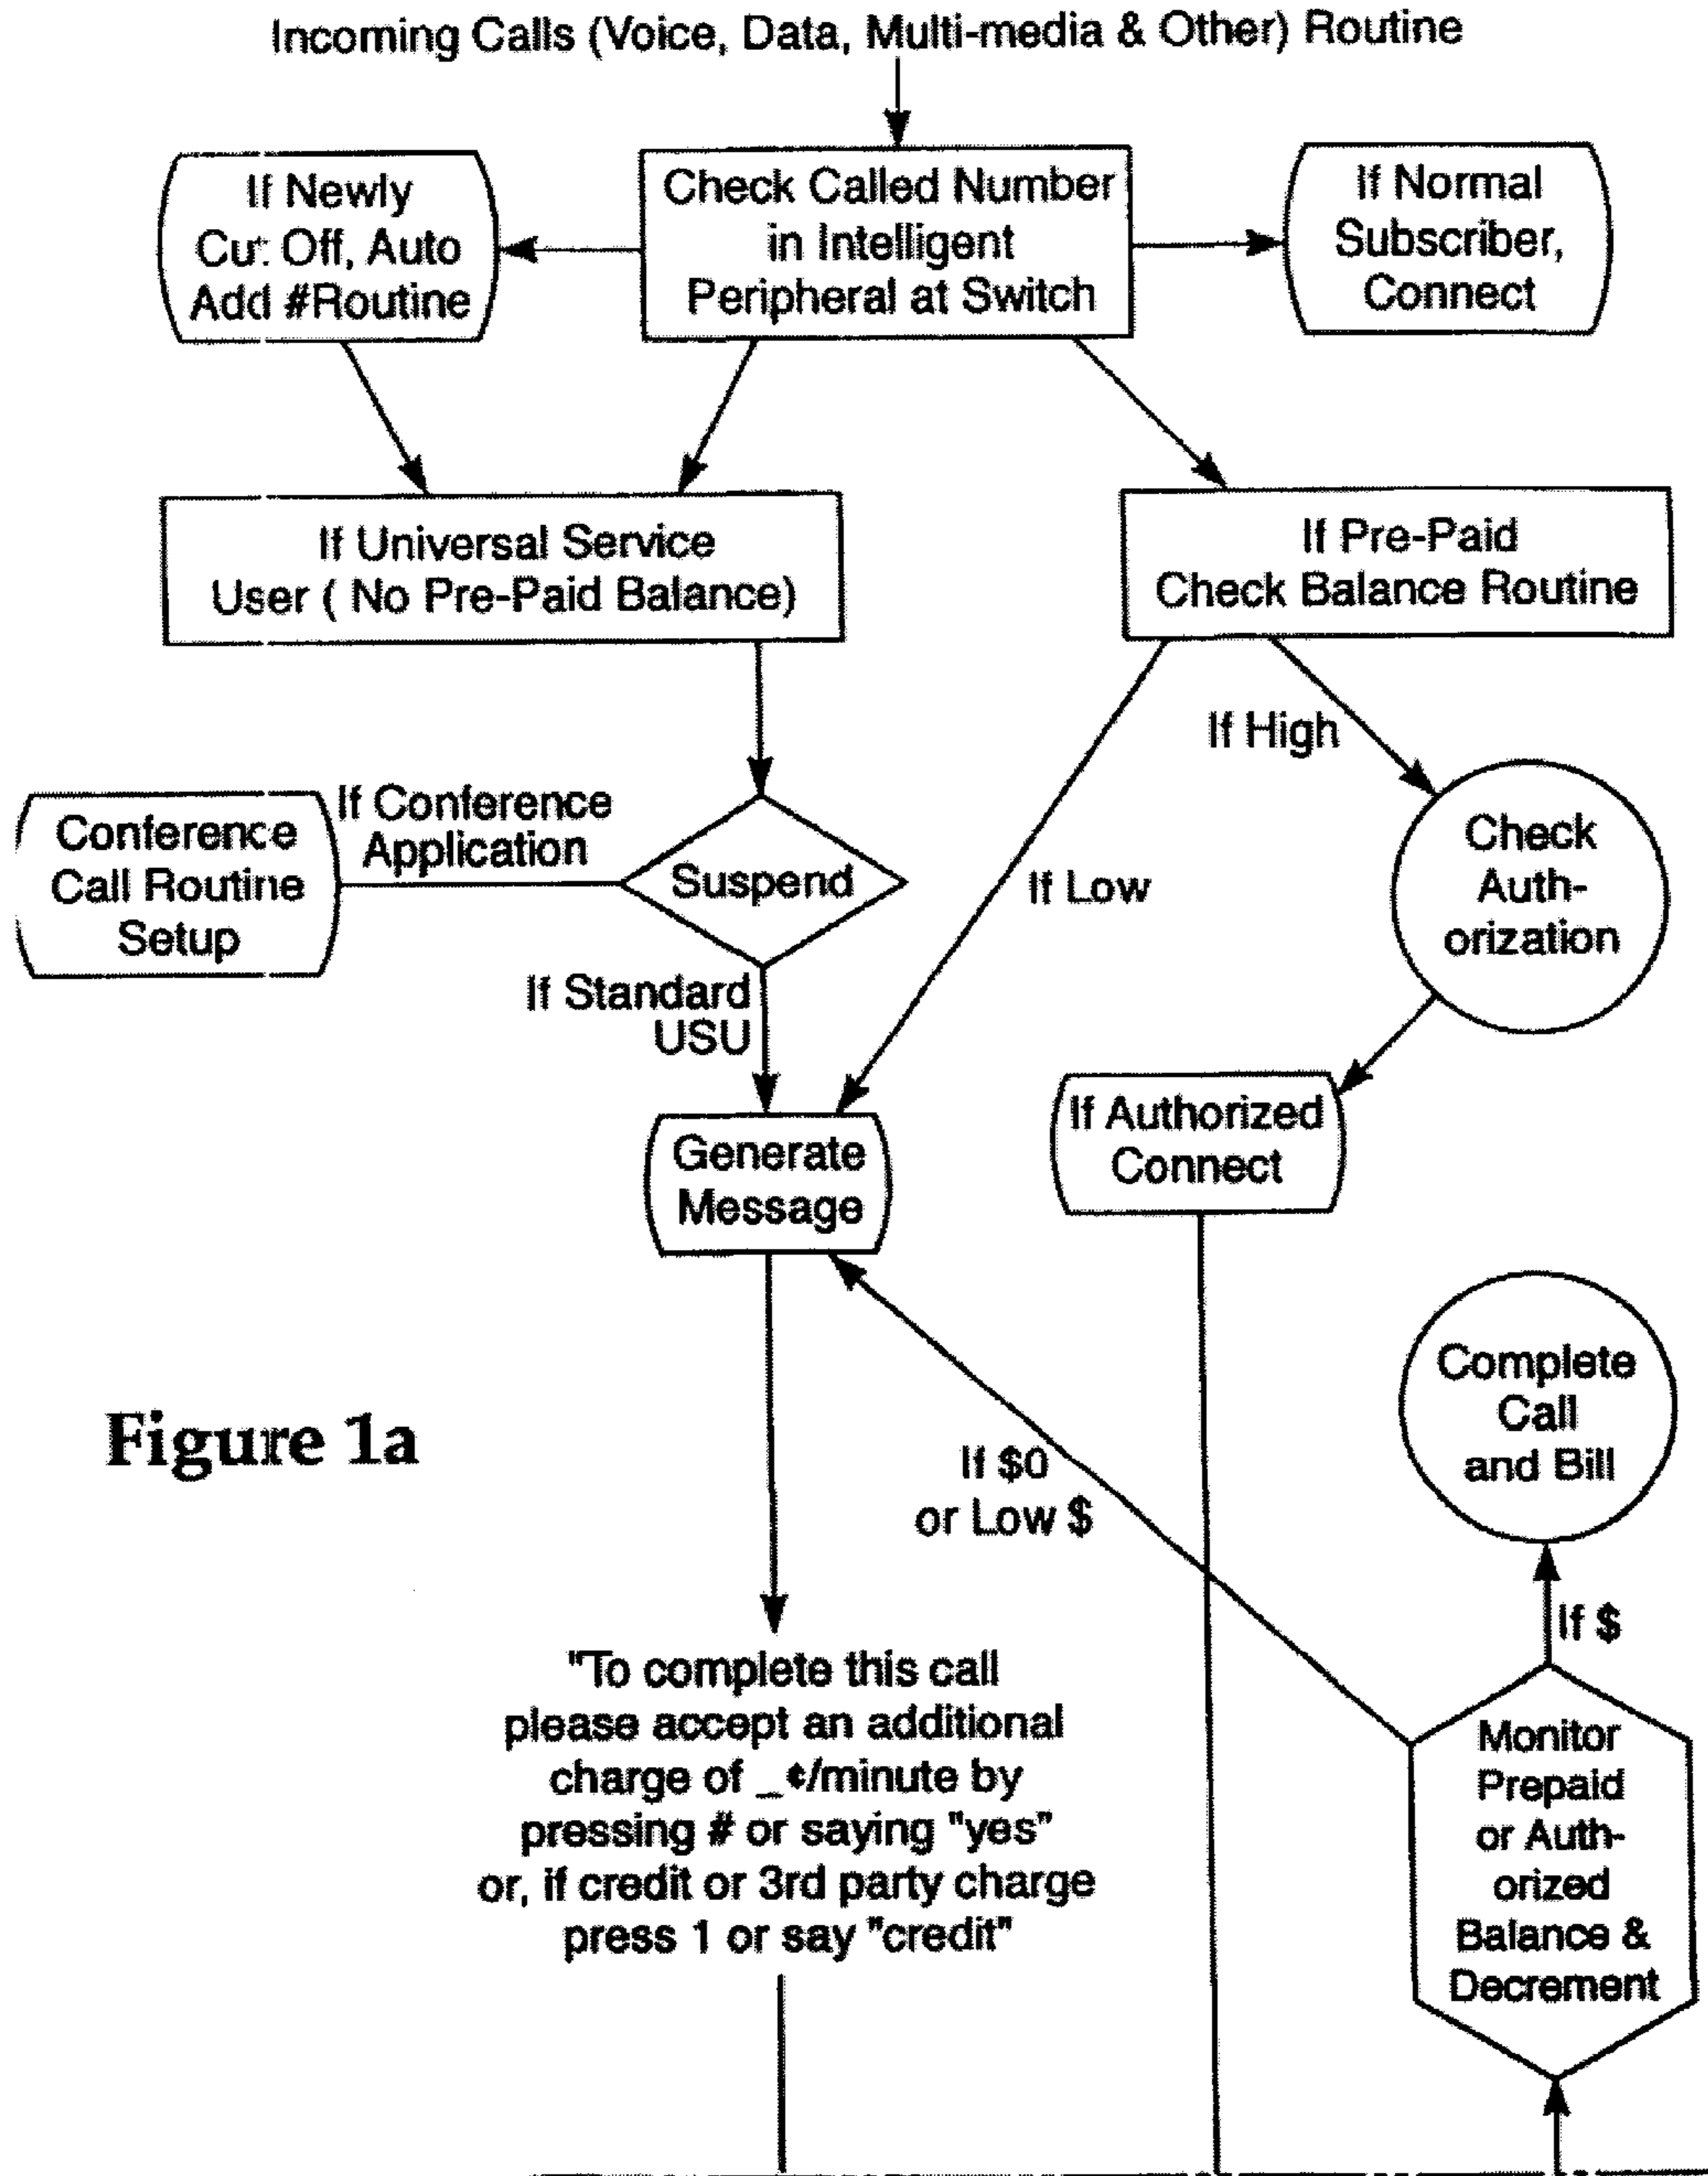 Incoming Calls (Voice, Data, Multi-media & Other) Routine
If Newly
Cut Off, Auto
Add #Routine
Check Called Number
in Intelligent
Peripheral at Switch
If Normal
Subscriber,
Connect
If Universal Service
User ( No Pre-Paid Balance)
If Pre-Paid
Check Balance Routine
If High
Conference
Call Routine
Setup
If Conference
Application
Suspend
If Low
Check
Auth-
orization
If Standard
USU
Generate
Message
If Authorized
Connect
Complete
Call
and Bill
Figure 1a
If $0
or Low $
If $
"To complete this call
please accept an additional
charge of _ ¢/minute by
pressing # or saying "yes"
or, if credit or 3rd party charge
press 1 or say "credit"
Monitor
Prepaid
or Auth-
orized
Balance &
Decrement